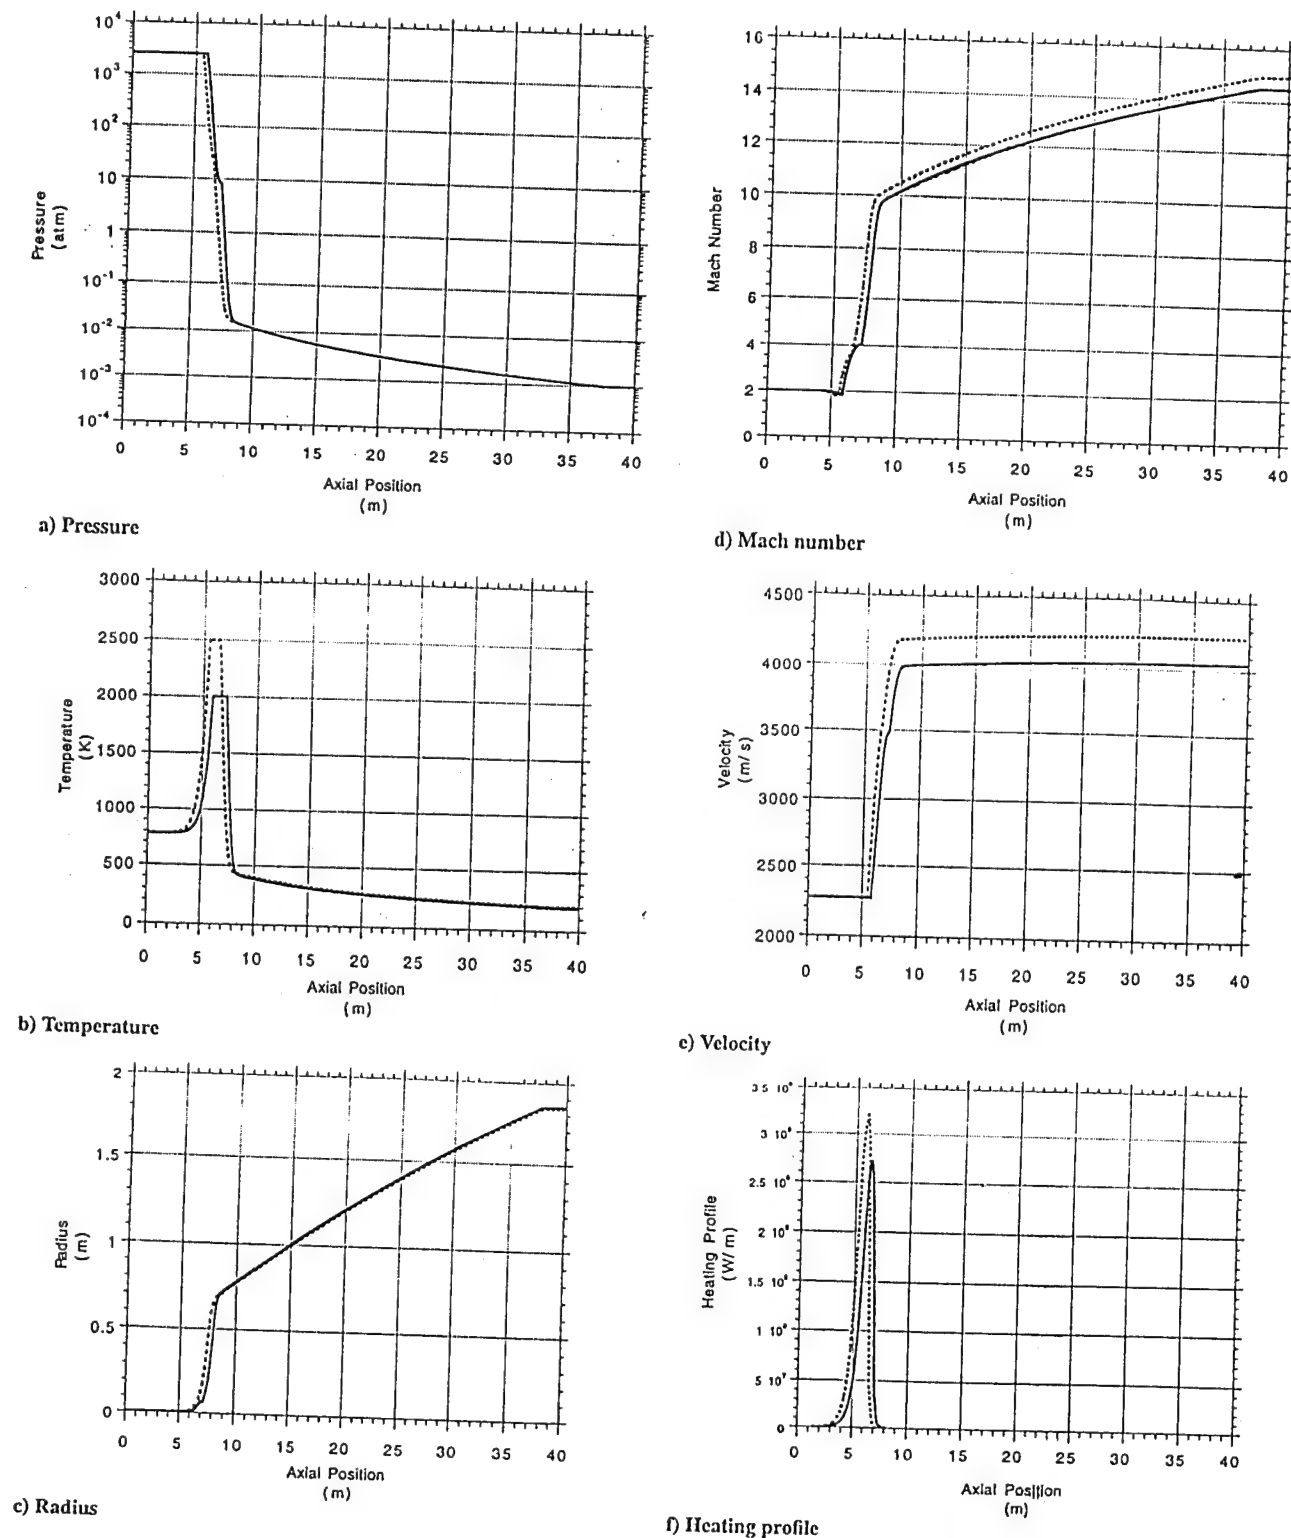 10⁴
10³
10²
10
1
10⁻¹
10⁻²
10⁻³
10⁻⁴
Pressure
(atm)
0 5 10 15 20 25 30 35 40
Axial Position
(m)
a) Pressure
16
14
12
10
8
6
4
2
0
Mach Number
0 5 10 15 20 25 30 35 40
Axial Position
(m)
d) Mach number
3000
2500
2000
1500
1000
500
0
Temperature
(K)
0 5 10 15 20 25 30 35 40
Axial Position
(m)
b) Temperature
4500
4000
3500
3000
2500
2000
Velocity
(m/s)
0 5 10 15 20 25 30 35 40
Axial Position
(m)
e) Velocity
2
1.5
1
0.5
0
Radius
(m)
0 5 10 15 20 25 30 35 40
Axial Position
(m)
c) Radius
5 10⁷
0
Heating Profile
(W/m)
0 5 10 15 20 25 30 35 40
Axial Position
(m)
f) Heating profile